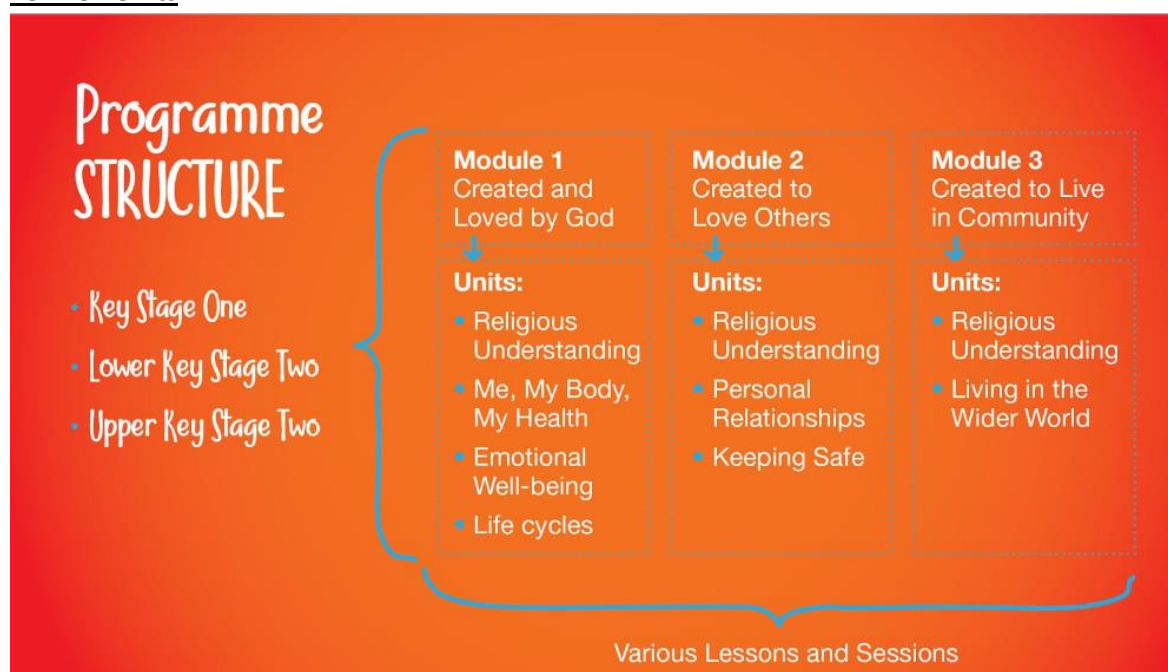 Programme
STRUCTURE
• Key Stage One
• Lower Key Stage Two
• Upper Key Stage Two
Module 1
Created and
Loved by God
Units:
• Religious
Understanding
• Me, My Body,
My Health
• Emotional
Well-being
• Life cycles
Module 2
Created to
Love Others
Units:
• Religious
Understanding
• Personal
Relationships
• Keeping Safe
Module 3
Created to Live
in Community
Units:
• Religious
Understanding
• Living in the
Wider World
Various Lessons and Sessions